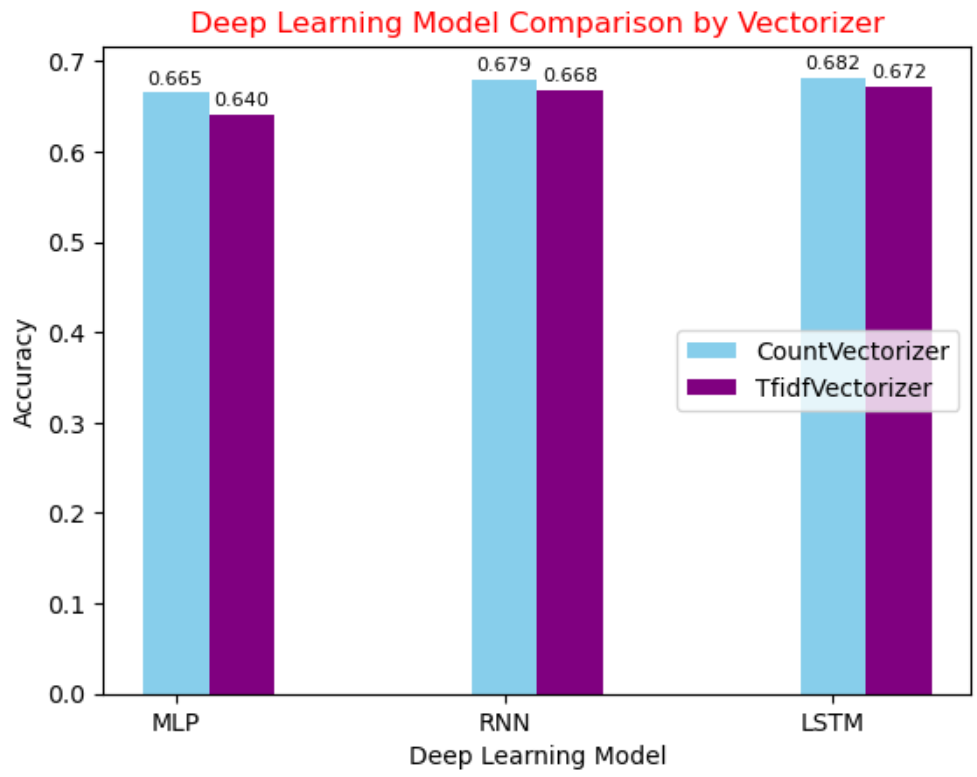 Deep Learning Model Comparison by Vectorizer
0.7
0.6
0.5
0.4
0.3
0.2
0.1
0.0
Accuracy
0.665
0.640
0.679
0.668
0.682
0.672
CountVectorizer
TfidfVectorizer
MLP
RNN
LSTM
Deep Learning Model